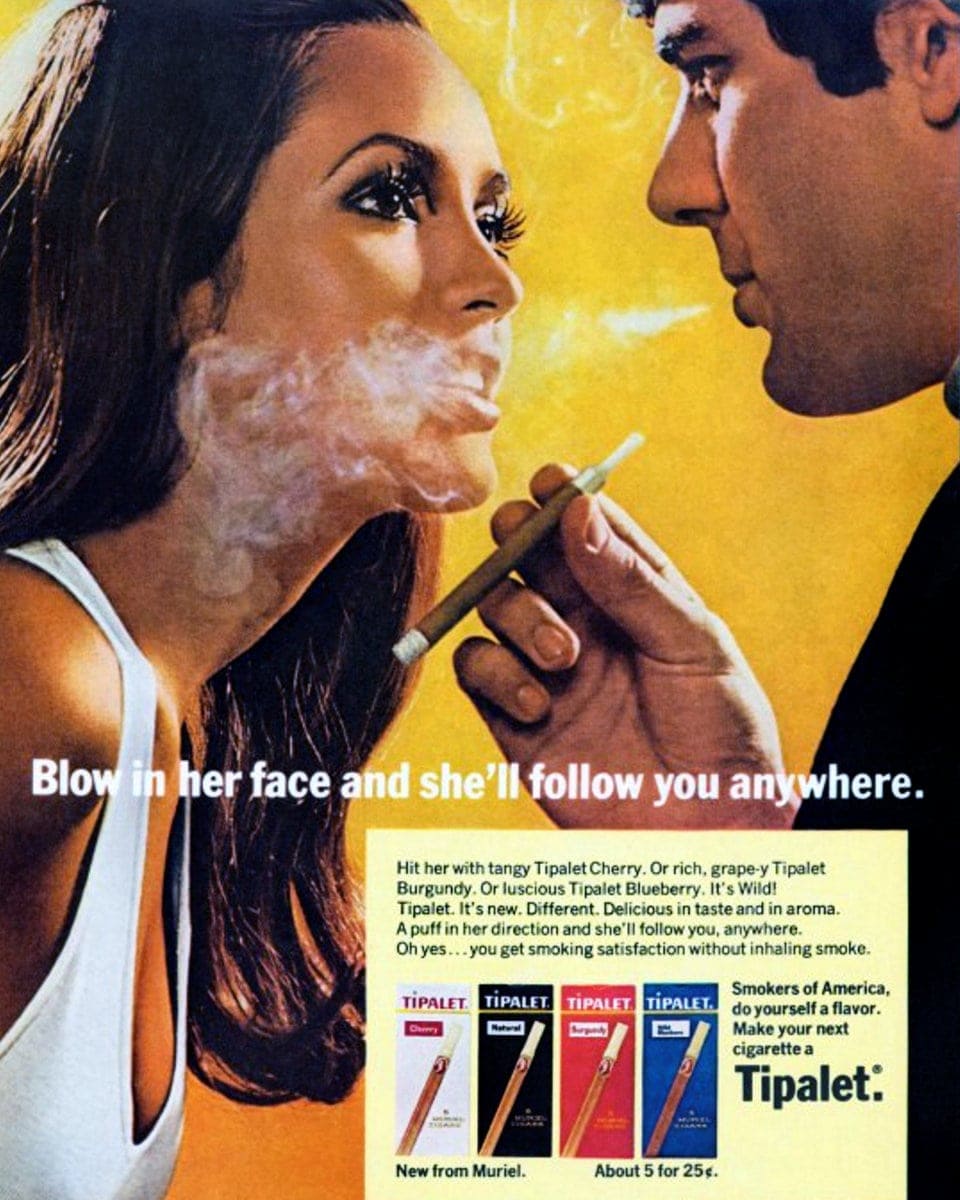 Blow in her face and she'll follow you anywhere.
Hit her with tangy Tipalet Cherry. Or rich, grape-y Tipalet
Burgundy. Or luscious Tipalet Blueberry. It's Wild!
Tipalet. It's new. Different. Delicious in taste and in aroma.
A puff in her direction and she'll follow you, anywhere.
Oh yes...you get smoking satisfaction without inhaling smoke.
TIPALET. TIPALET. TIPALET. TIPALET.
Cherry Natural Burgundy
Smokers of America,
do yourself a flavor.
Make your next
cigarette a
Tipalet.®
5 MURIEL CIGARS
New from Muriel. About 5 for 25¢.